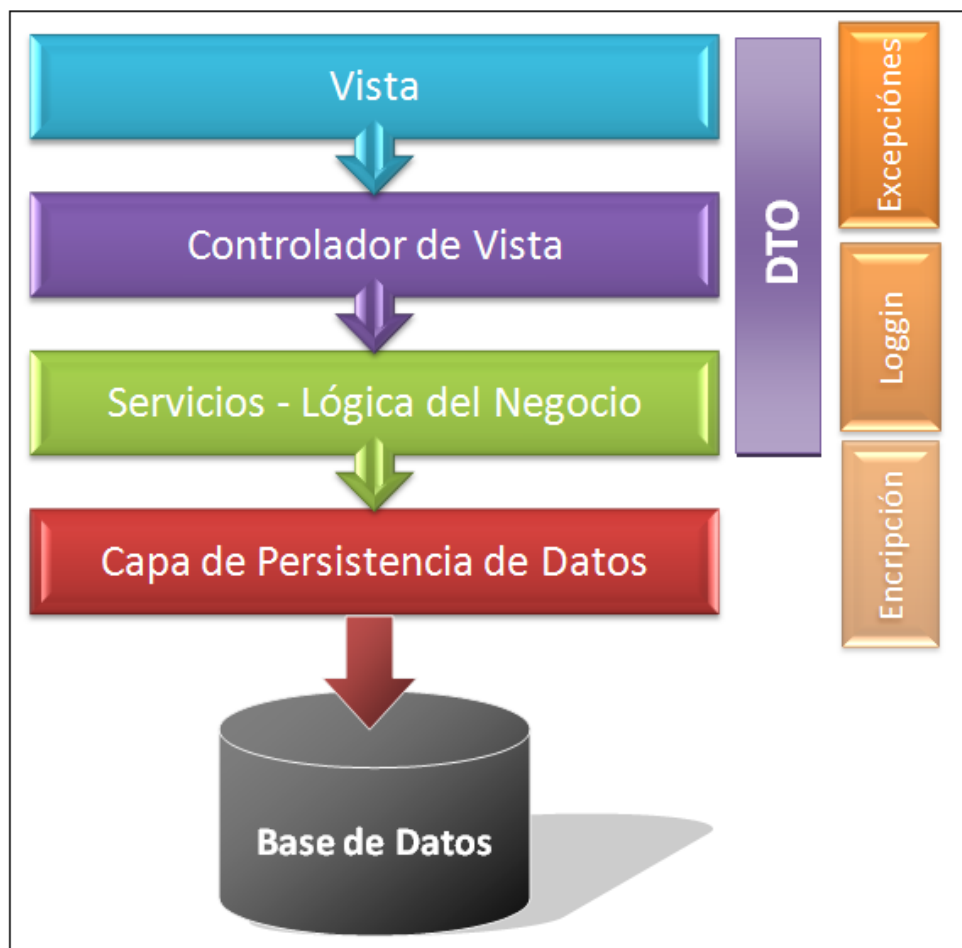 Vista
Controlador de Vista
Servicios - Lógica del Negocio
Capa de Persistencia de Datos
Base de Datos
DTO
Excepciónes
Loggin
Encripción